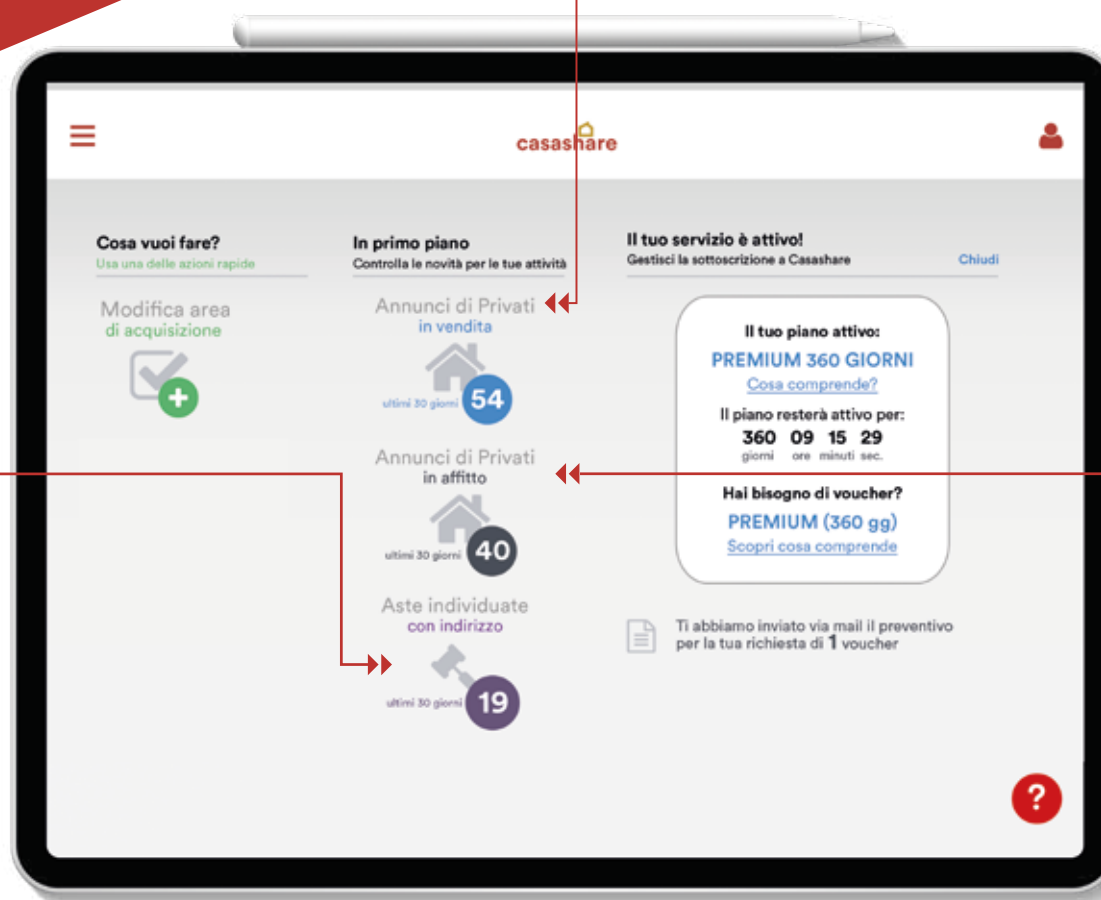 casashare
Cosa vuoi fare?
Usa una delle azioni rapide
Modifica area
di acquisizione
In primo piano
Controlla le novità per le tue attività
Annunci di Privati
in vendita
ultimi 30 giorni 54
Annunci di Privati
in affitto
ultimi 30 giorni 40
Aste individuate
con indirizzo
ultimi 30 giorni 19
Il tuo servizio è attivo!
Gestisci la sottoscrizione a Casashare
Chiudi
Il tuo piano attivo:
PREMIUM 360 GIORNI
Cosa comprende?
Il piano resterà attivo per:
360 09 15 29
giorni ore minuti sec.
Hai bisogno di voucher?
PREMIUM (360 gg)
Scopri cosa comprende
Ti abbiamo inviato via mail il preventivo
per la tua richiesta di 1 voucher
?